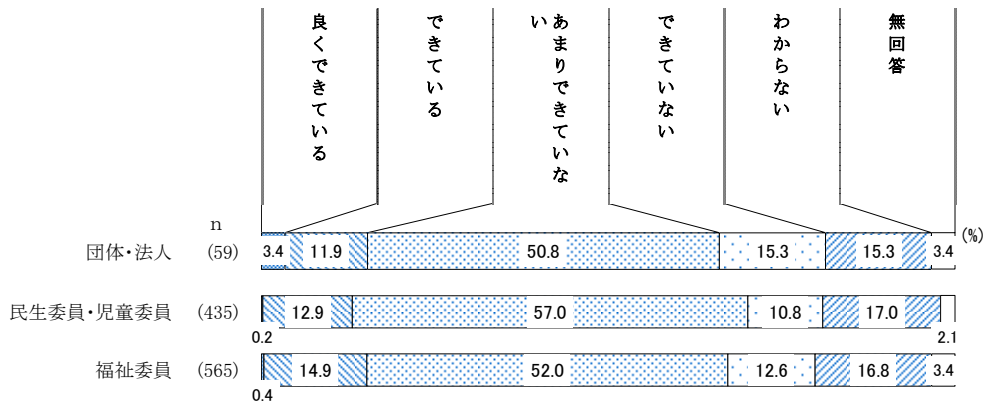 良くできている
できている
あまりできていな
い
できていない
わからない
無回答
n
(%)
団体・法人 (59) 3.4 11.9 50.8 15.3 15.3 3.4
民生委員・児童委員 (435) 12.9 57.0 10.8 17.0
0.2 2.1
福祉委員 (565) 14.9 52.0 12.6 16.8 3.4
0.4